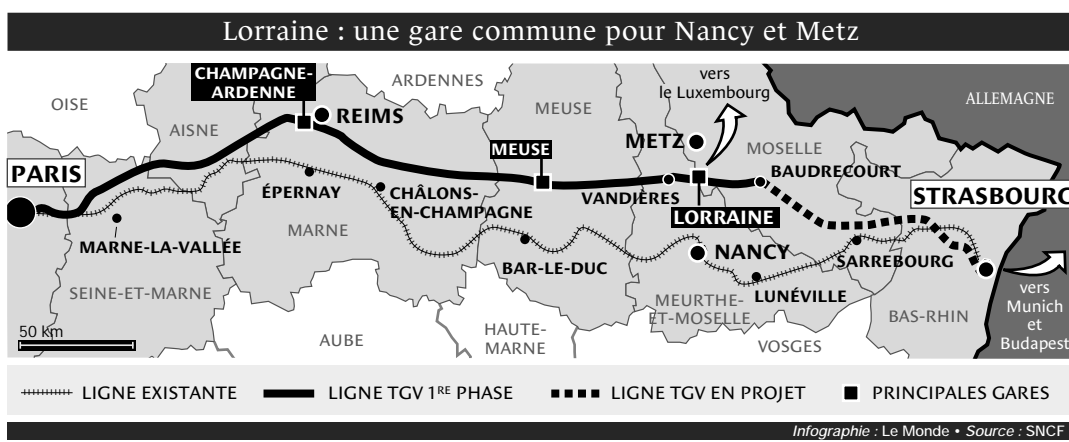 Lorraine : une gare commune pour Nancy et Metz
CHAMPAGNE-
ARDENNE
ARDENNES
vers
le Luxembourg
OISE
AISNE
REIMS
MEUSE
ALLEMAGNE
METZ
MOSELLE
MEUSE
BAUDRECOURT
PARIS
ÉPERNAY
CHÂLONS-
EN-CHAMPAGNE
VANDIÈRES
STRASBOURG
LORRAINE
MARNE-LA-VALLÉE
MARNE
BAR-LE-DUC
NANCY
SARREBOURG
SEINE-ET-MARNE
LUNÉVILLE
MEURTHE-
ET-MOSELLE
BAS-RHIN
vers
Munich
et
Budapest
50 km
AUBE
HAUTE-
MARNE
VOSGES
LIGNE EXISTANTE
LIGNE TGV 1RE PHASE
LIGNE TGV EN PROJET
PRINCIPALES GARES
Infographie : Le Monde • Source : SNCF